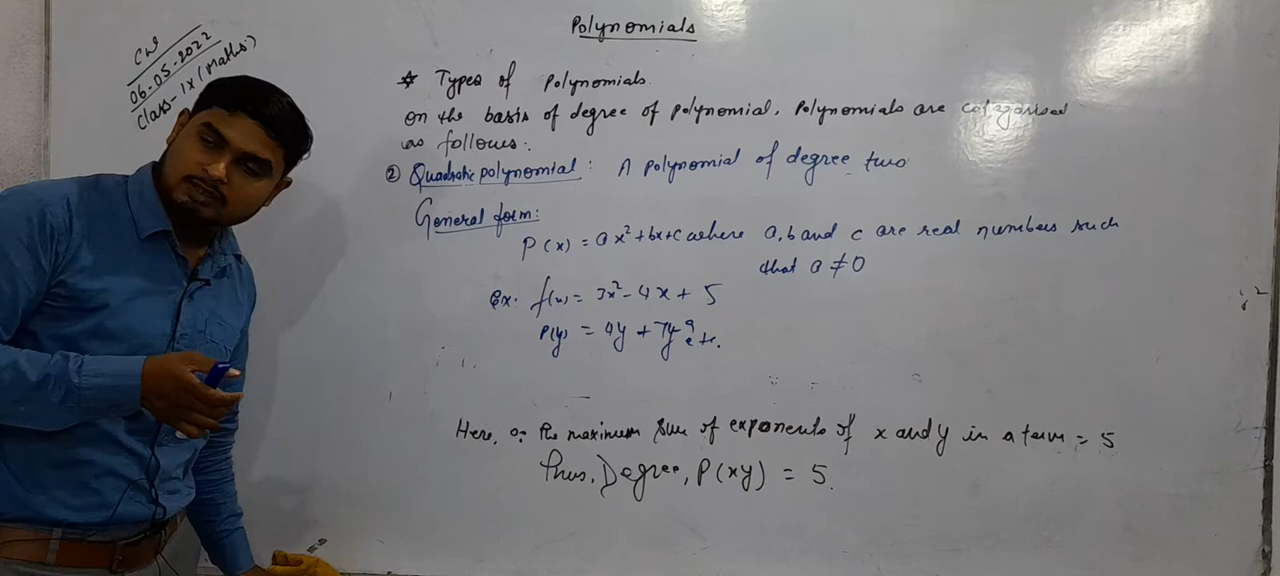 CW
06-05-2022
Class-IX (Maths)
Polynomials
* Types of Polynomials
on the basis of degree of polynomial, Polynomials are categorised
as follows:
② Quadratic polynomial: A polynomial of degree two
General form:
P(x) = ax²+bx+c where a, b and c are real numbers such
that a ≠ 0
Ex. f(x) = 3x² - 4x + 5
P(y) = 4y + 7y² etc.
Here, ∵ the maximum sum of exponents of x and y in a term = 5
Thus, Degree, P(xy) = 5.